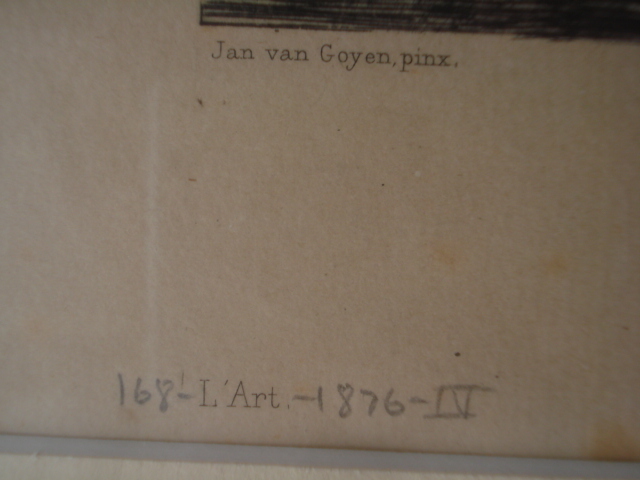 Jan van Goyen, pinx.
168'- L'Art. -1876-IV